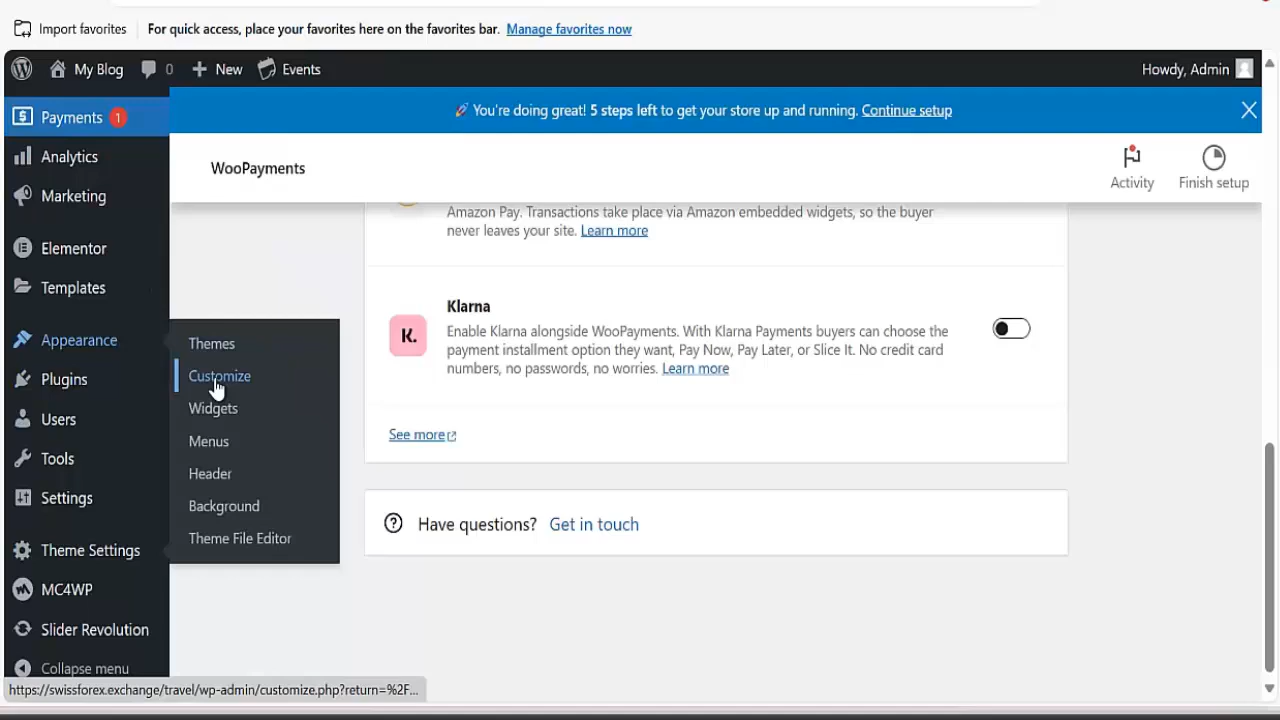 Import favorites
For quick access, place your favorites here on the favorites bar. Manage favorites now
My Blog 0 New Events Howdy, Admin
Payments 1
Analytics
Marketing
Elementor
Templates
Appearance
Plugins
Users
Tools
Settings
Theme Settings
MC4WP
Slider Revolution
Collapse menu
Themes
Customize
Widgets
Menus
Header
Background
Theme File Editor
🚀 You're doing great! 5 steps left to get your store up and running. Continue setup
WooPayments
Activity
Finish setup
Amazon Pay. Transactions take place via Amazon embedded widgets, so the buyer
never leaves your site. Learn more
K.
Klarna
Enable Klarna alongside WooPayments. With Klarna Payments buyers can choose the
payment installment option they want, Pay Now, Pay Later, or Slice It. No credit card
numbers, no passwords, no worries. Learn more
See more
Have questions? Get in touch
https://swissforex.exchange/travel/wp-admin/customize.php?return=%2F...